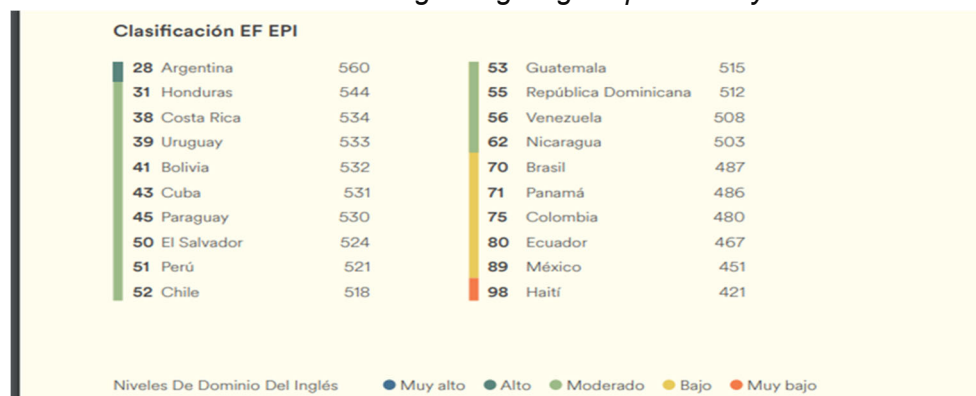 Clasificación EF EPI
28 Argentina 560
31 Honduras 544
38 Costa Rica 534
39 Uruguay 533
41 Bolivia 532
43 Cuba 531
45 Paraguay 530
50 El Salvador 524
51 Perú 521
52 Chile 518
53 Guatemala 515
55 República Dominicana 512
56 Venezuela 508
62 Nicaragua 503
70 Brasil 487
71 Panamá 486
75 Colombia 480
80 Ecuador 467
89 México 451
98 Haití 421
Niveles De Dominio Del Inglés Muy alto Alto Moderado Bajo Muy bajo